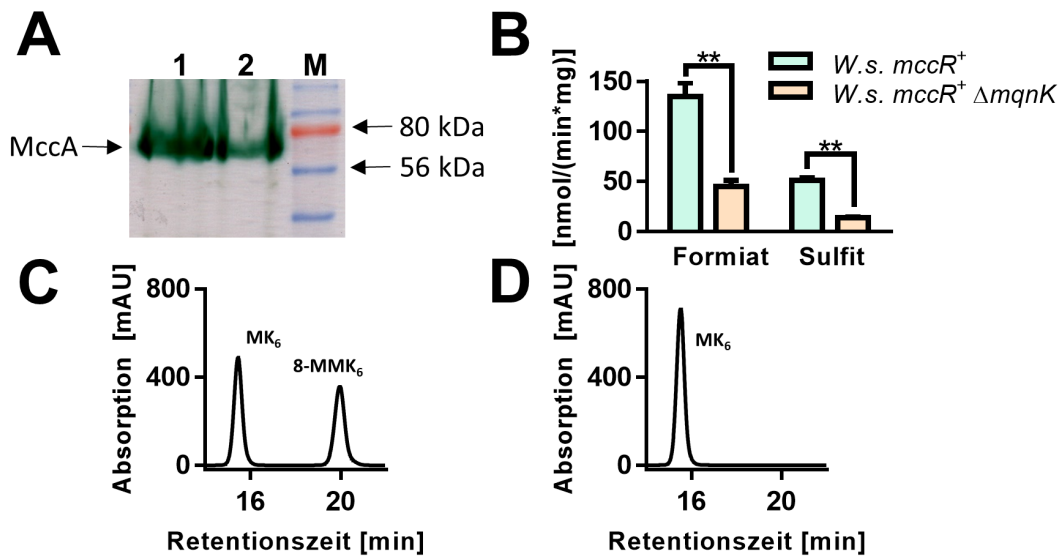 A
1 2 M
MccA
80 kDa
56 kDa
B
[nmol/(min*mg)]
150
100
50
0
**
**
Formiat Sulfit
W.s. mccR⁺
W.s. mccR⁺ ΔmqnK
C
Absorption [mAU]
800
400
0
MK₆
8-MMK₆
16 20
Retentionszeit [min]
D
Absorption [mAU]
800
400
0
MK₆
16 20
Retentionszeit [min]